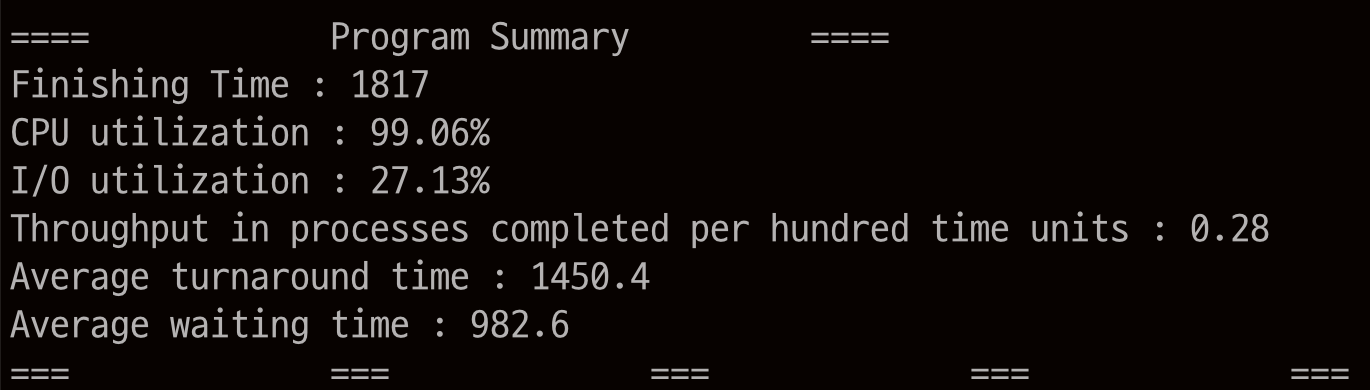 ====            Program Summary         ====
Finishing Time : 1817
CPU utilization : 99.06%
I/O utilization : 27.13%
Throughput in processes completed per hundred time units : 0.28
Average turnaround time : 1450.4
Average waiting time : 982.6
===             ===             ===             ===             ===